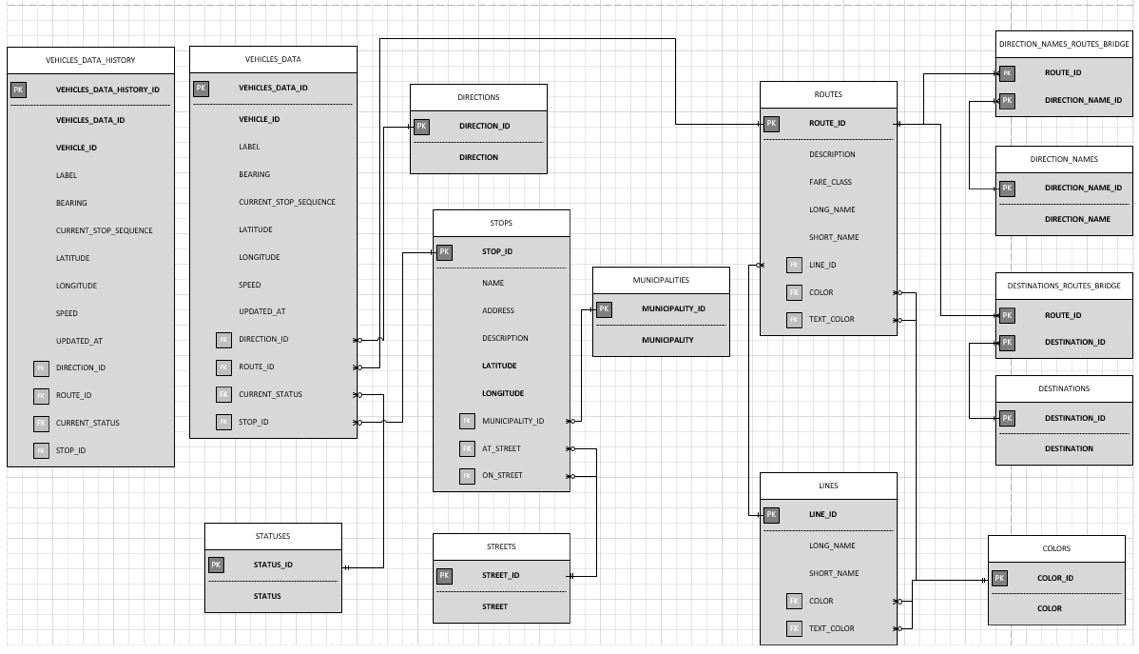 VEHICLES_DATA_HISTORY
PK VEHICLES_DATA_HISTORY_ID
VEHICLES_DATA_ID
VEHICLE_ID
LABEL
BEARING
CURRENT_STOP_SEQUENCE
LATITUDE
LONGITUDE
SPEED
UPDATED_AT
FK DIRECTION_ID
FK ROUTE_ID
FK CURRENT_STATUS
FK STOP_ID
VEHICLES_DATA
PK VEHICLES_DATA_ID
VEHICLE_ID
LABEL
BEARING
CURRENT_STOP_SEQUENCE
LATITUDE
LONGITUDE
SPEED
UPDATED_AT
FK DIRECTION_ID
FK ROUTE_ID
FK CURRENT_STATUS
FK STOP_ID
STATUSES
PK STATUS_ID
STATUS
DIRECTIONS
PK DIRECTION_ID
DIRECTION
STOPS
PK STOP_ID
NAME
ADDRESS
DESCRIPTION
LATITUDE
LONGITUDE
FK MUNICIPALITY_ID
FK AT_STREET
FK ON_STREET
STREETS
PK STREET_ID
STREET
MUNICIPALITIES
PK MUNICIPALITY_ID
MUNICIPALITY
ROUTES
PK ROUTE_ID
DESCRIPTION
FARE_CLASS
LONG_NAME
SHORT_NAME
FK LINE_ID
FK COLOR
FK TEXT_COLOR
LINES
PK LINE_ID
LONG_NAME
SHORT_NAME
FK COLOR
FK TEXT_COLOR
DIRECTION_NAMES_ROUTES_BRIDGE
PK ROUTE_ID
PK DIRECTION_NAME_ID
DIRECTION_NAMES
PK DIRECTION_NAME_ID
DIRECTION_NAME
DESTINATIONS_ROUTES_BRIDGE
PK ROUTE_ID
PK DESTINATION_ID
DESTINATIONS
PK DESTINATION_ID
DESTINATION
COLORS
PK COLOR_ID
COLOR